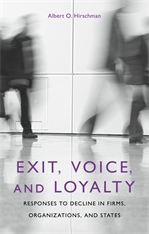 Albert O. Hirschman
EXIT, VOICE,
AND LOYALTY
RESPONSES TO DECLINE IN FIRMS,
ORGANIZATIONS, AND STATES